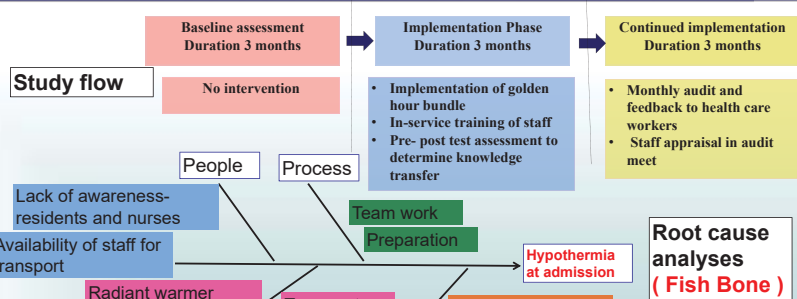 Baseline assessment
Duration 3 months
Implementation Phase
Duration 3 months
Continued implementation
Duration 3 months
Study flow
No intervention
• Implementation of golden
hour bundle
• In-service training of staff
• Pre- post test assessment to
determine knowledge
transfer
• Monthly audit and
feedback to health care
workers
• Staff appraisal in audit
meet
People
Process
Lack of awareness-
residents and nurses
Team work
Preparation
Availability of staff for
transport
Hypothermia
at admission
Root cause
analyses
( Fish Bone )
Radiant warmer